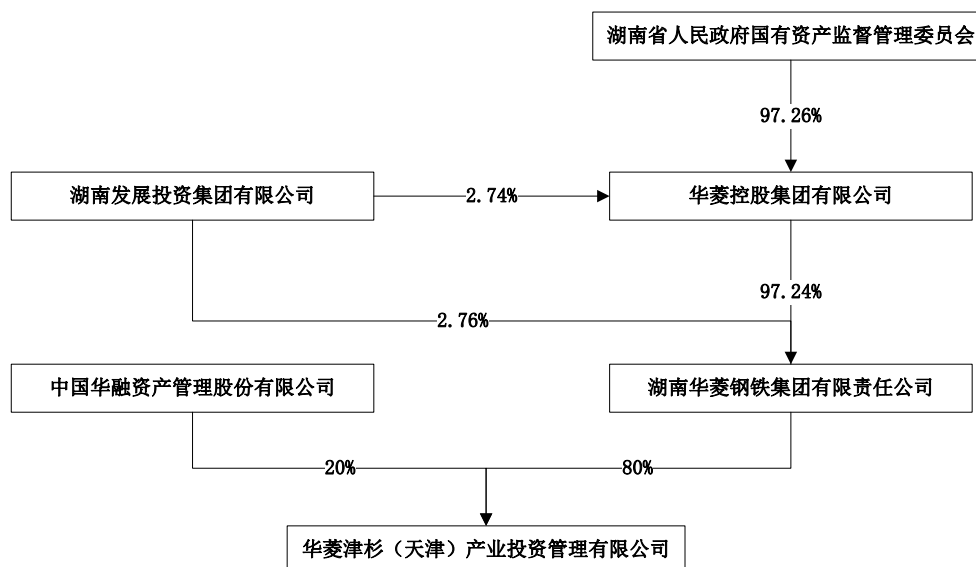 湖南省人民政府国有资产监督管理委员会
97.26%
湖南发展投资集团有限公司
2.74%
华菱控股集团有限公司
97.24%
2.76%
中国华融资产管理股份有限公司
湖南华菱钢铁集团有限责任公司
20%
80%
华菱津杉（天津）产业投资管理有限公司